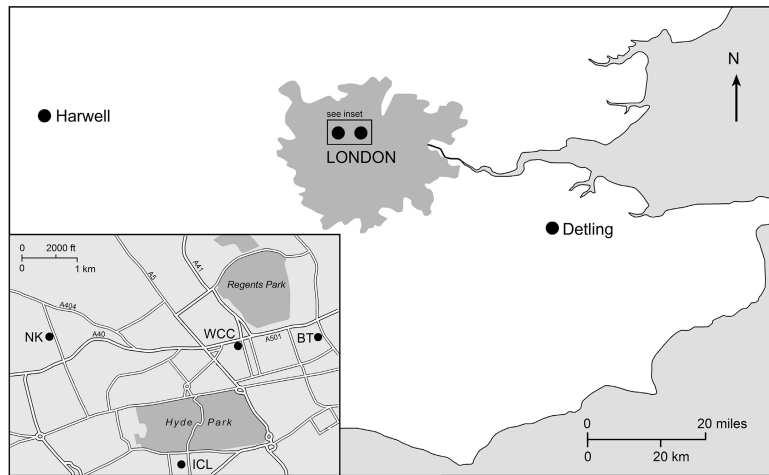 N
Harwell
see inset
LONDON
Detling
0 20 miles
0 20 km
0 2000 ft
0 1 km
A5
A41
Regents Park
A404
NK
A40
WCC
A501
BT
Hyde Park
ICL